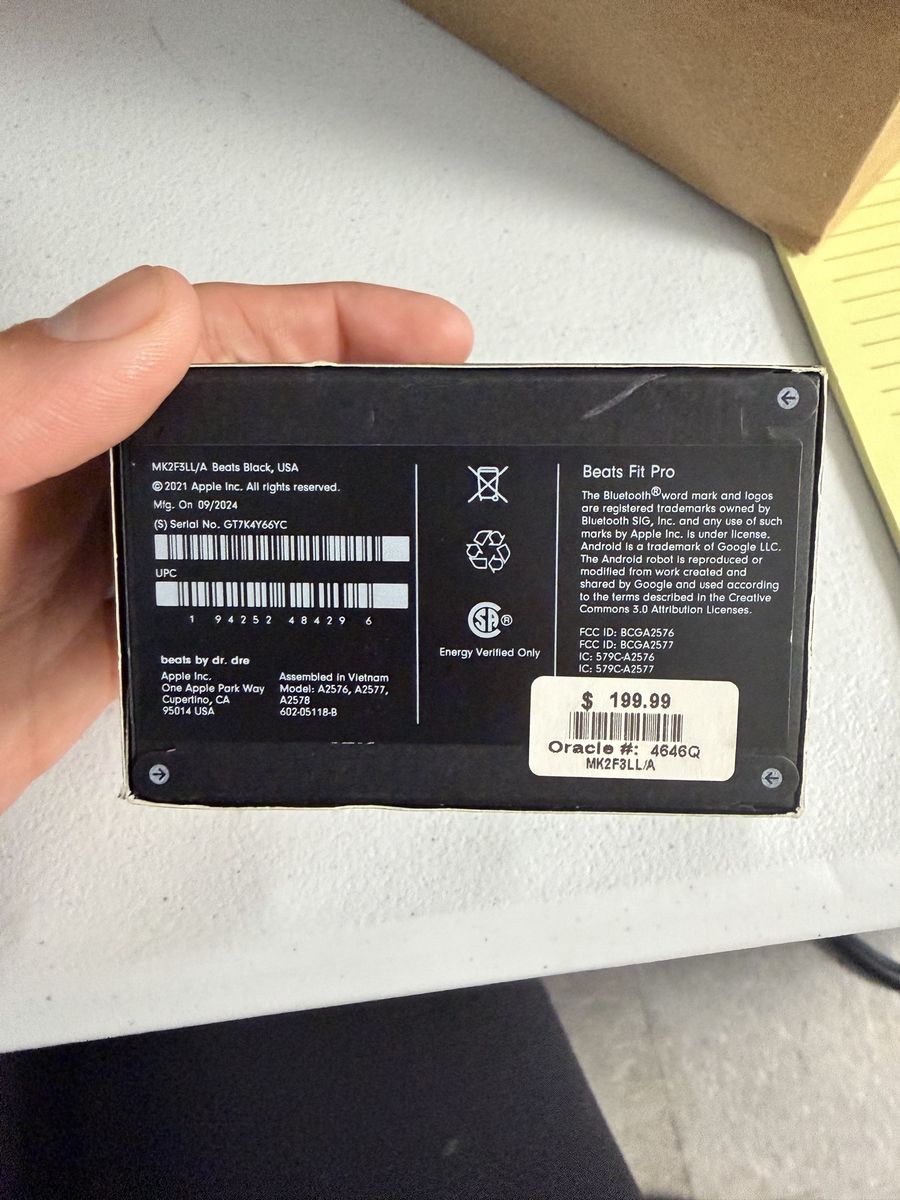 MK2F3LL/A Beats Black, USA
©2021 Apple Inc. All rights reserved.
Mfg. On 09/2024
(S) Serial No. GT7K4Y66YC
UPC
1 94252 48429 6
beats by dr. dre
Apple Inc.
One Apple Park Way
Cupertino, CA
95014 USA
Assembled in Vietnam
Model: A2576, A2577,
A2578
602-05118-B
SA®
Energy Verified Only
Beats Fit Pro
The Bluetooth® word mark and logos
are registered trademarks owned by
Bluetooth SIG, Inc. and any use of such
marks by Apple Inc. is under license.
Android is a trademark of Google LLC.
The Android robot is reproduced or
modified from work created and
shared by Google and used according
to the terms described in the Creative
Commons 3.0 Attribution Licenses.
FCC ID: BCGA2576
FCC ID: BCGA2577
IC: 579C-A2576
IC: 579C-A2577
$ 199.99
Oracle #: 4646Q
MK2F3LL/A